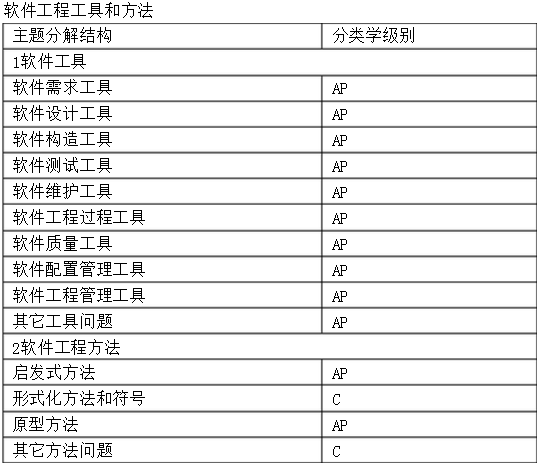 软件工程工具和方法
主题分解结构 分类学级别
1软件工具
软件需求工具 AP
软件设计工具 AP
软件构造工具 AP
软件测试工具 AP
软件维护工具 AP
软件工程过程工具 AP
软件质量工具 AP
软件配置管理工具 AP
软件工程管理工具 AP
其它工具问题 AP
2软件工程方法
启发式方法 AP
形式化方法和符号 C
原型方法 AP
其它方法问题 C